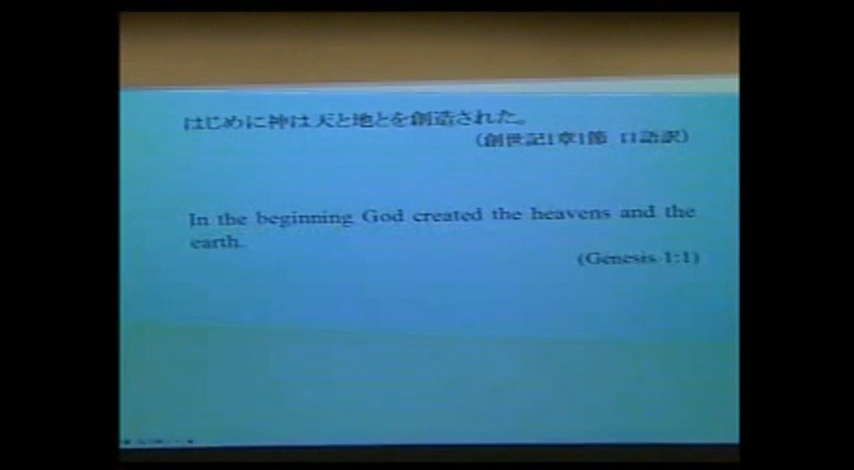 はじめに神は天と地とを創造された。
（創世記1章1節 口語訳）
In the beginning God created the heavens and the
earth.
(Genesis 1:1)